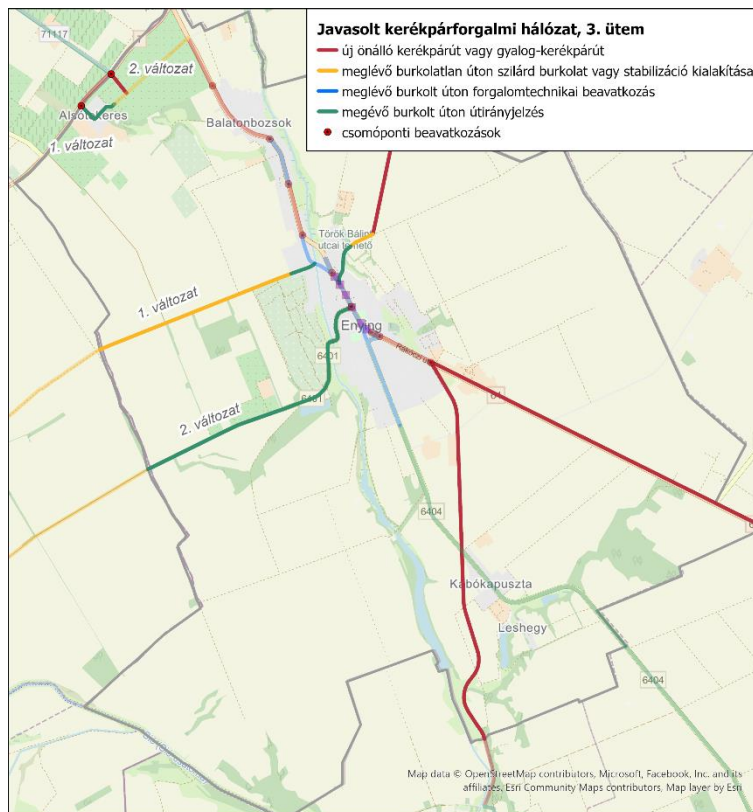 Javasolt kerékpárforgalmi hálózat, 3. ütem
új önálló kerékpárút vagy gyalog-kerékpárút
meglévő burkolatlan úton szilárd burkolat vagy stabilizáció kialakítása
meglévő burkolt úton forgalomtechnikai beavatkozás
megévő burkolt úton útirányjelzés
csomóponti beavatkozások
71117
2. változat
Alsótekeres
1. változat
Balatonbozsok
Török Bálint
utcai temető
1. változat
Enying
6401
2. változat
6401
6404
Kabókapuszta
Leshegy
6404
Map data © OpenStreetMap contributors, Microsoft, Facebook, Inc. and its
affiliates, Esri Community Maps contributors, Map layer by Esri